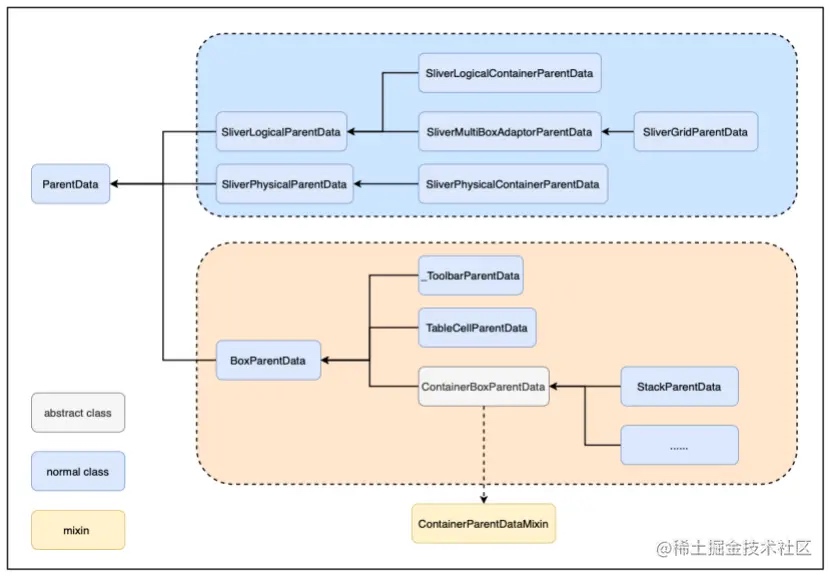 SliverLogicalContainerParentData
SliverLogicalParentData
SliverMultiBoxAdaptorParentData
SliverGridParentData
ParentData
SliverPhysicalParentData
SliverPhysicalContainerParentData
_ToolbarParentData
TableCellParentData
BoxParentData
ContainerBoxParentData
StackParentData
abstract class
......
normal class
ContainerParentDataMixin
mixin
@稀土掘金技术社区